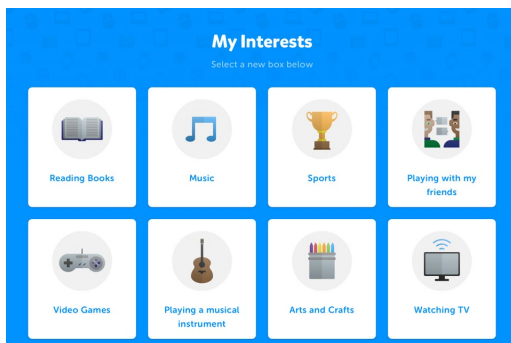 My Interests
Select a new box below
Reading Books
Music
Sports
Playing with my
friends
Video Games
Playing a musical
instrument
Arts and Crafts
Watching TV